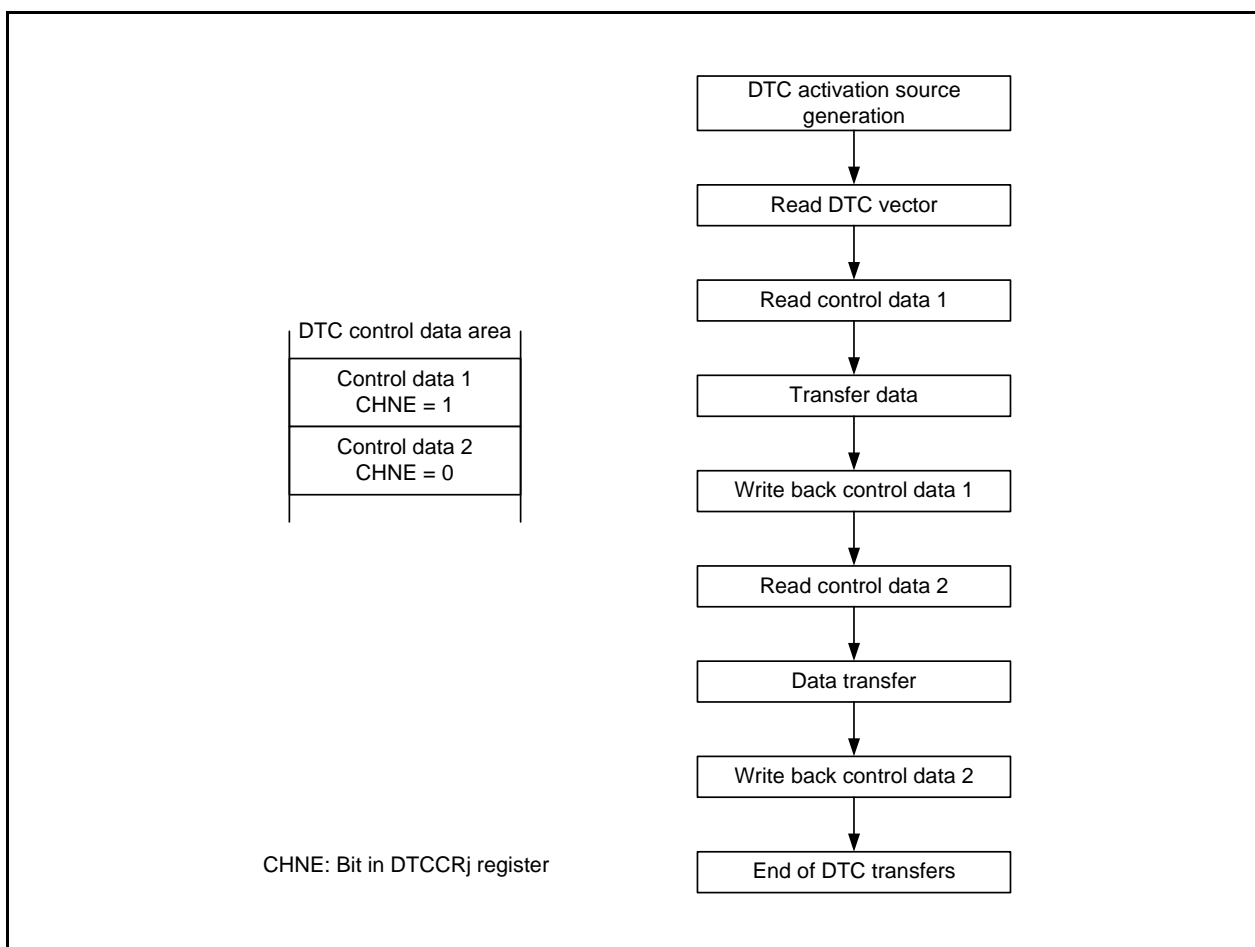 DTC activation source
generation
Read DTC vector
Read control data 1
Transfer data
Write back control data 1
Read control data 2
Data transfer
Write back control data 2
End of DTC transfers
DTC control data area
Control data 1
CHNE = 1
Control data 2
CHNE = 0
CHNE: Bit in DTCCRj register